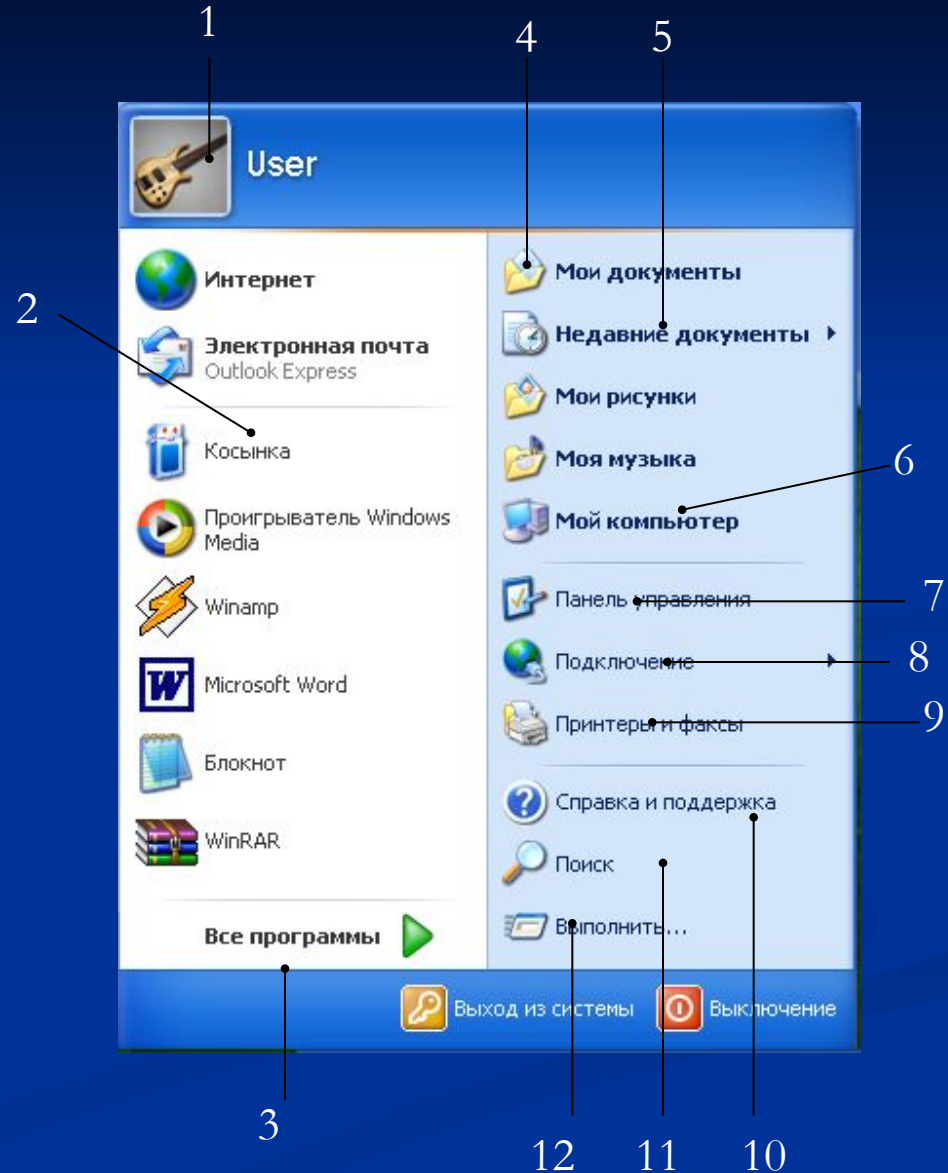 1
4
5
User
Интернет
Электронная почта
Outlook Express
2
Косынка
Проигрыватель Windows
Media
Winamp
Microsoft Word
Блокнот
WinRAR
Все программы
Мои документы
Недавние документы
Мои рисунки
Моя музыка
6
Мой компьютер
Панель управления
7
Подключение
8
Принтеры и факсы
9
Справка и поддержка
Поиск
Выполнить...
Выход из системы
Выключение
3
12
11
10